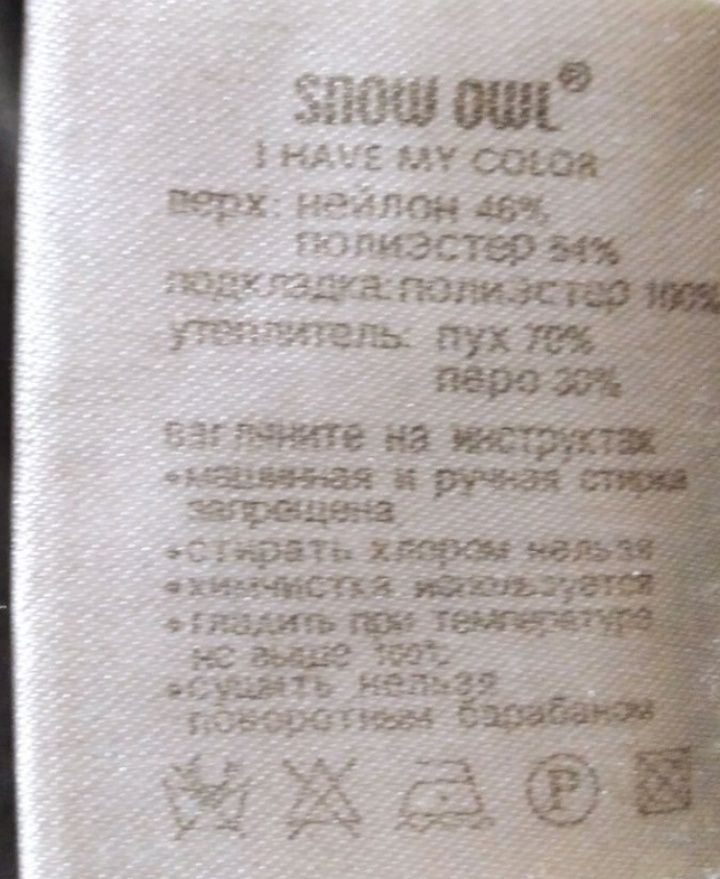 SNOW OWL®
I HAVE MY COLOR
верх: нейлон 46%
полиэстер 54%
подкладка: полиэстер 100%
утеплитель: пух 70%
перо 30%
взгляните на инструктаж
•машинная и ручная стирка
запрещена
•стирать хлором нельзя
•химчистка используется
•гладить при температуре
не выше 100°c
•сушить нельзя
поворотным барабаном
P